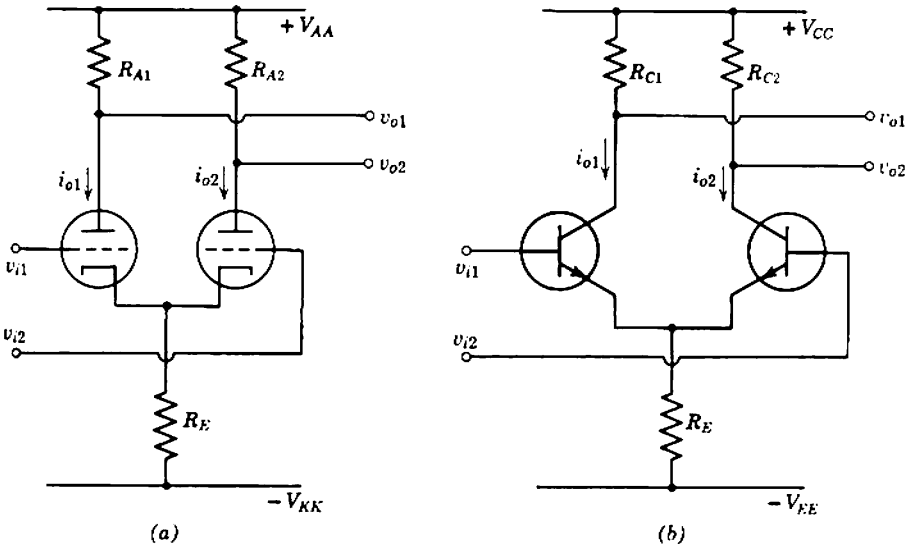 + V_AA
R_A1
R_A2
v_o1
v_o2
i_o1
i_o2
v_i1
v_i2
R_E
− V_KK
(a)
+ V_CC
R_C1
R_C2
v_o1
v_o2
i_o1
i_o2
v_i1
v_i2
R_E
− V_EE
(b)